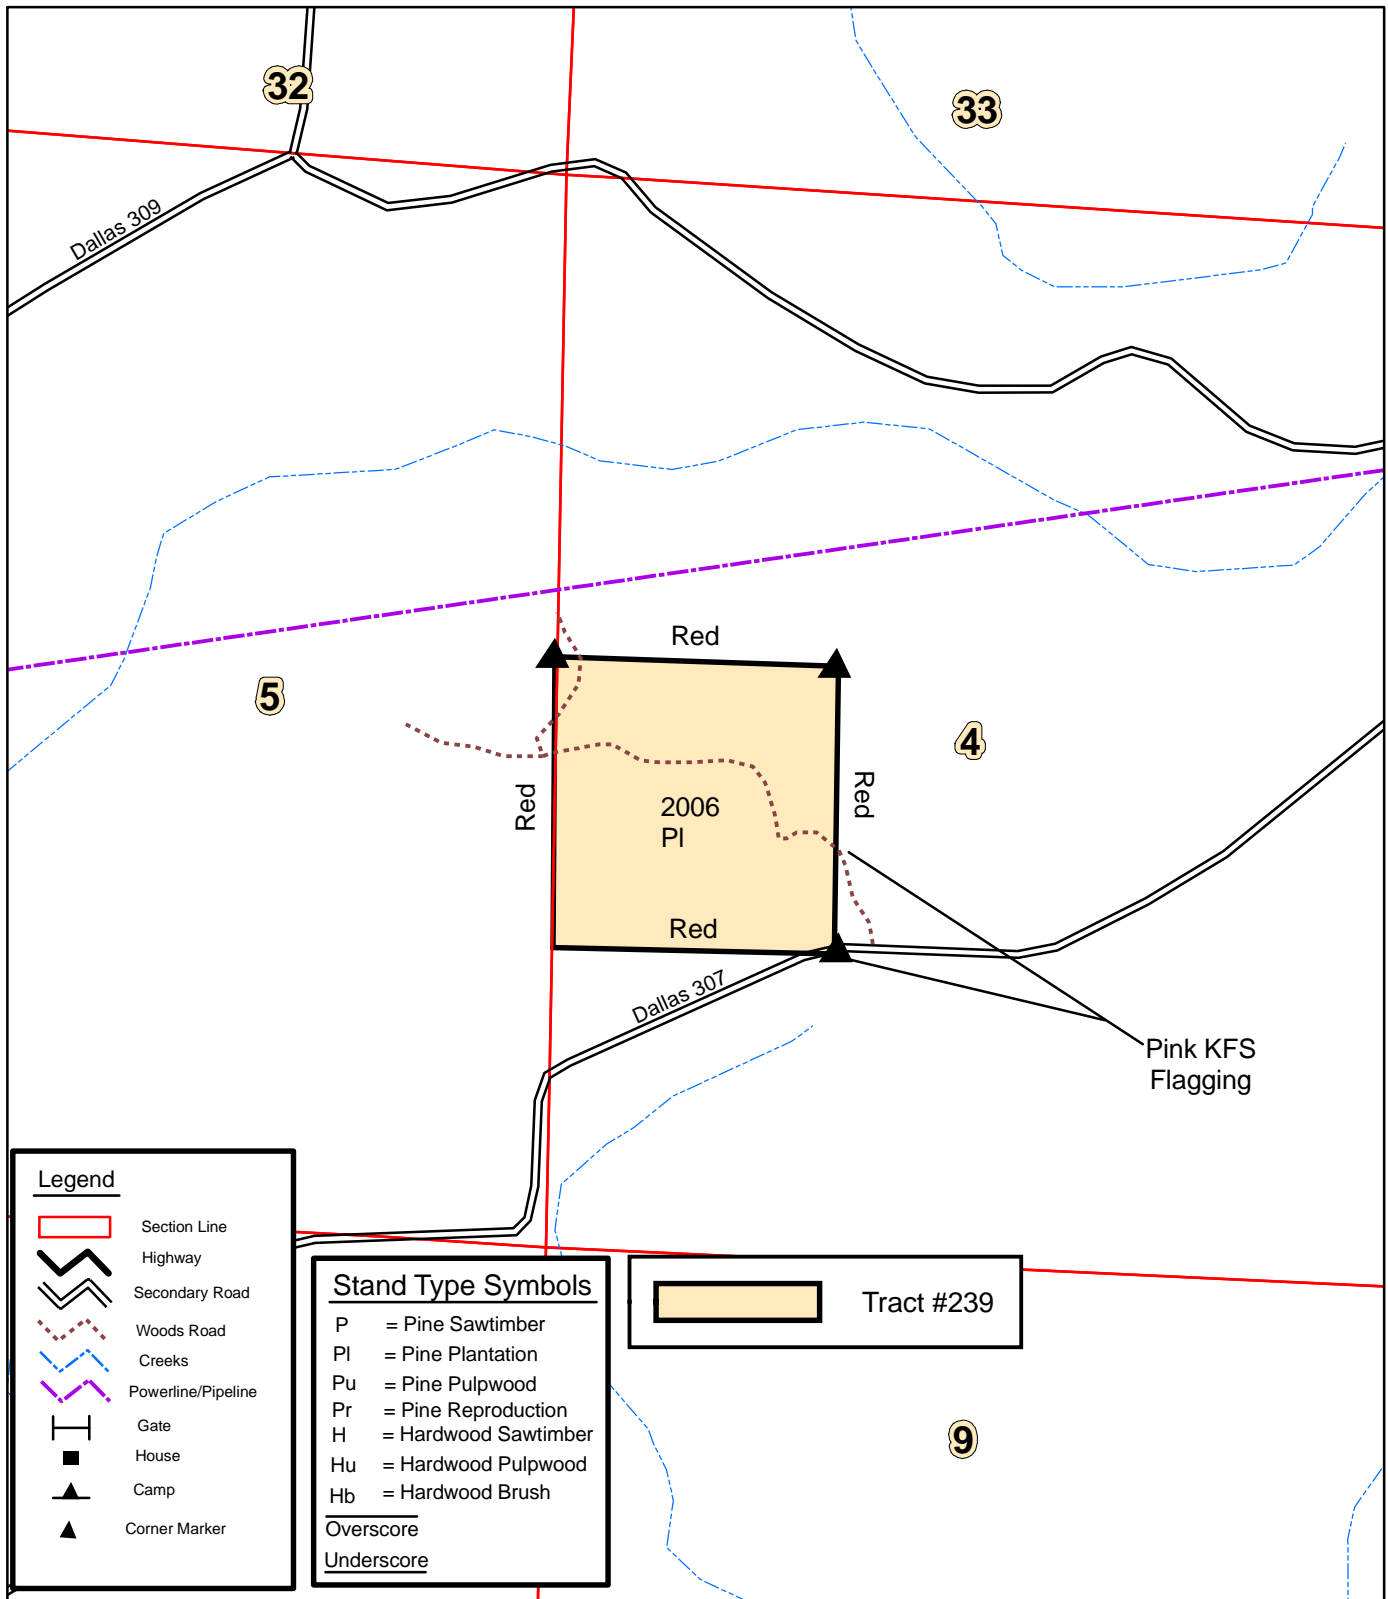 32
33
Dallas 309
Red
5
4
Red
Red
2006
Pl
Red
Dallas 307
Pink KFS
Flagging
Legend
Section Line
Highway
Secondary Road
Woods Road
Creeks
Powerline/Pipeline
Gate
House
Camp
Corner Marker
Stand Type Symbols
P = Pine Sawtimber
Pl = Pine Plantation
Pu = Pine Pulpwood
Pr = Pine Reproduction
H = Hardwood Sawtimber
Hu = Hardwood Pulpwood
Hb = Hardwood Brush
Overscore
Underscore
Tract #239
9